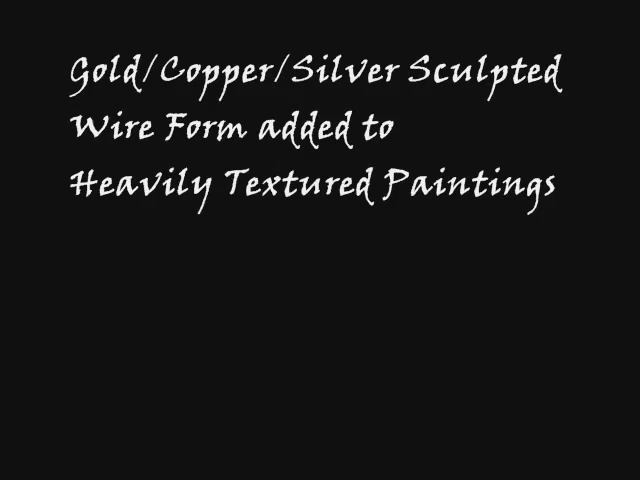 Gold/Copper/Silver Sculpted
Wire Form added to
Heavily Textured Paintings